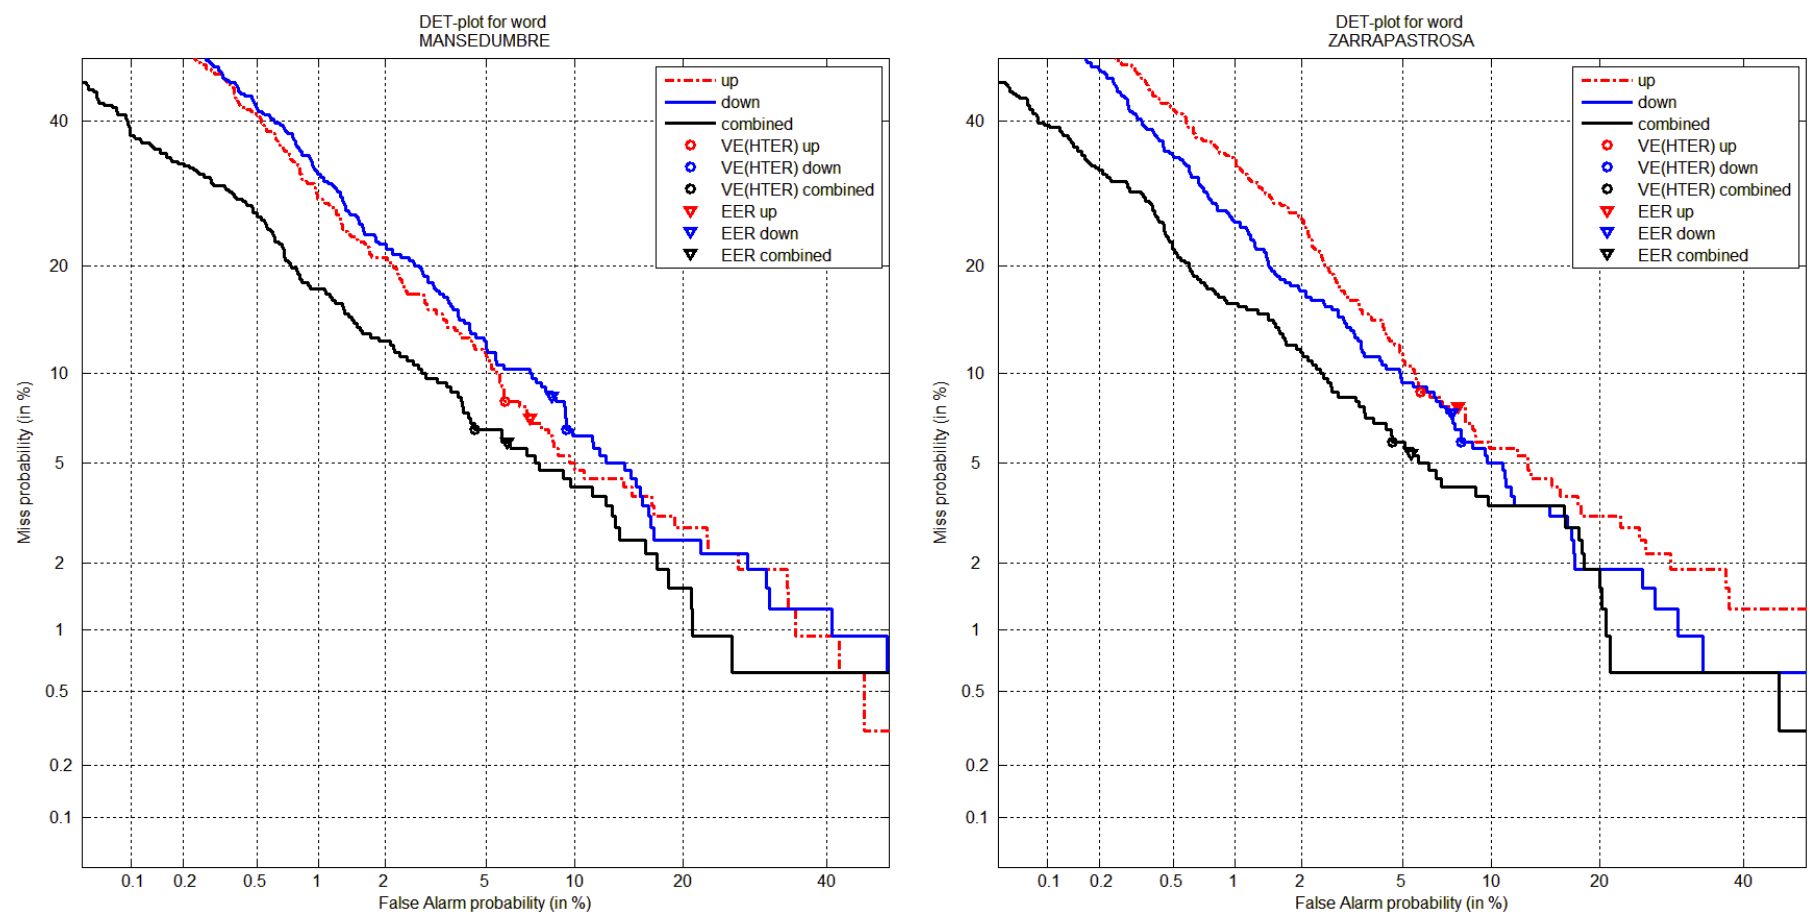 DET-plot for word
MANSEDUMBRE
up
down
combined
VE(HTER) up
VE(HTER) down
VE(HTER) combined
EER up
EER down
EER combined
Miss probability (in %)
40
20
10
5
2
1
0.5
0.2
0.1
0.1 0.2 0.5 1 2 5 10 20 40
False Alarm probability (in %)
DET-plot for word
ZARRAPASTROSA
up
down
combined
VE(HTER) up
VE(HTER) down
VE(HTER) combined
EER up
EER down
EER combined
Miss probability (in %)
40
20
10
5
2
1
0.5
0.2
0.1
0.1 0.2 0.5 1 2 5 10 20 40
False Alarm probability (in %)